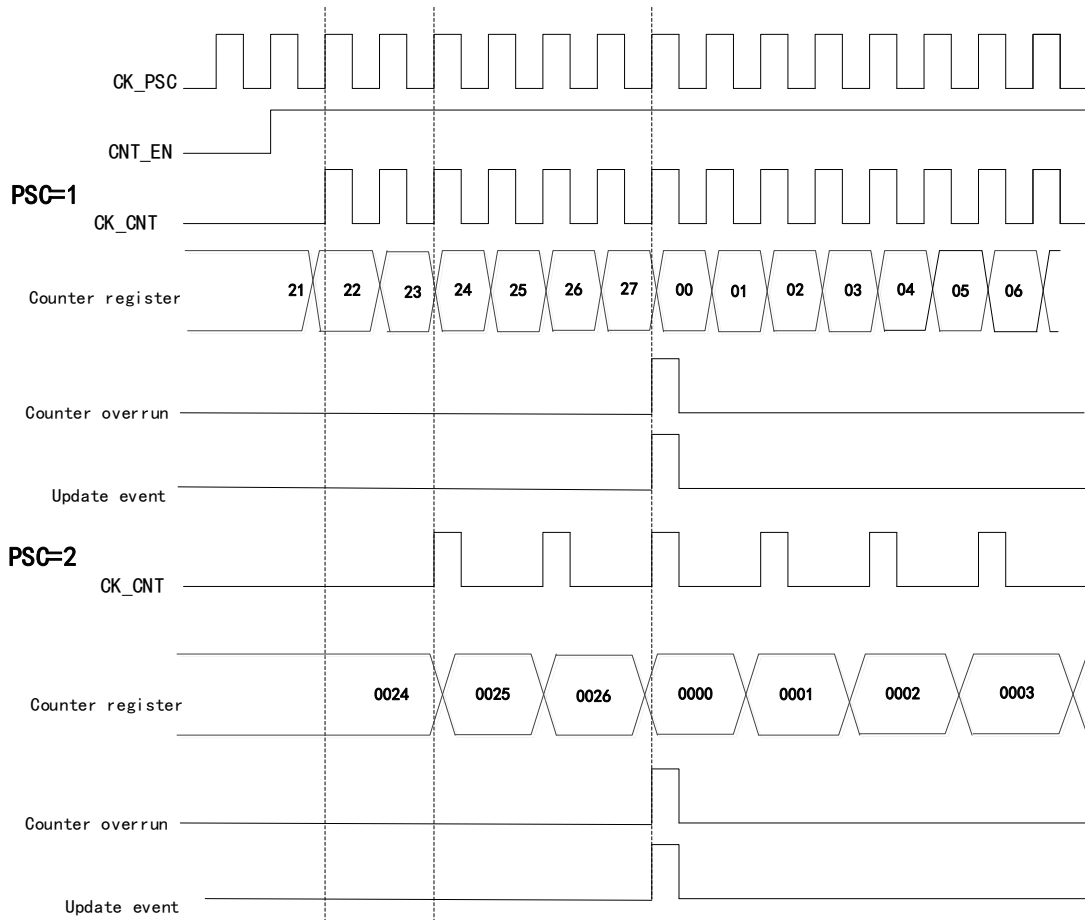 CK_PSC
CNT_EN
PSC=1
CK_CNT
Counter register 21 22 23 24 25 26 27 00 01 02 03 04 05 06
Counter overrun
Update event
PSC=2
CK_CNT
Counter register 0024 0025 0026 0000 0001 0002 0003
Counter overrun
Update event